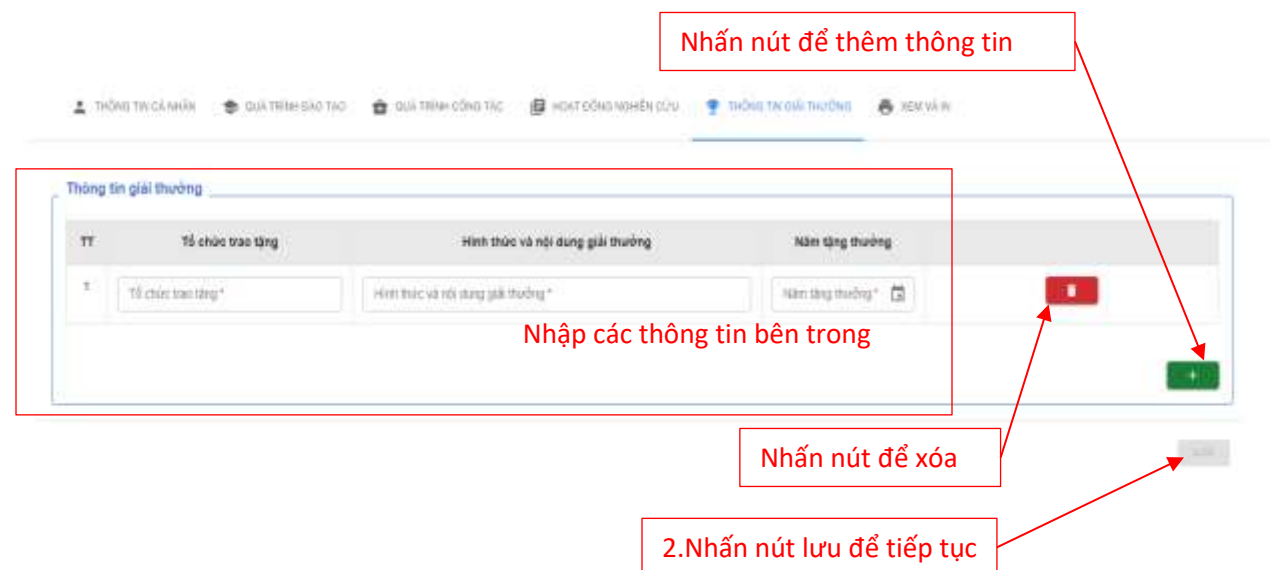 Nhấn nút để thêm thông tin
THÔNG TIN CÁ NHÂN QUÁ TRÌNH ĐÀO TẠO QUÁ TRÌNH CÔNG TÁC HOẠT ĐỘNG NGHIÊN CỨU THÔNG TIN GIẢI THƯỞNG XEM VÀ IN
Thông tin giải thưởng
TT Tổ chức trao tặng Hình thức và nội dung giải thưởng Năm tặng thưởng
Tổ chức trao tặng * Hình thức và nội dung giải thưởng * Năm tặng thưởng *
Nhập các thông tin bên trong
+
Nhấn nút để xóa
2.Nhấn nút lưu để tiếp tục